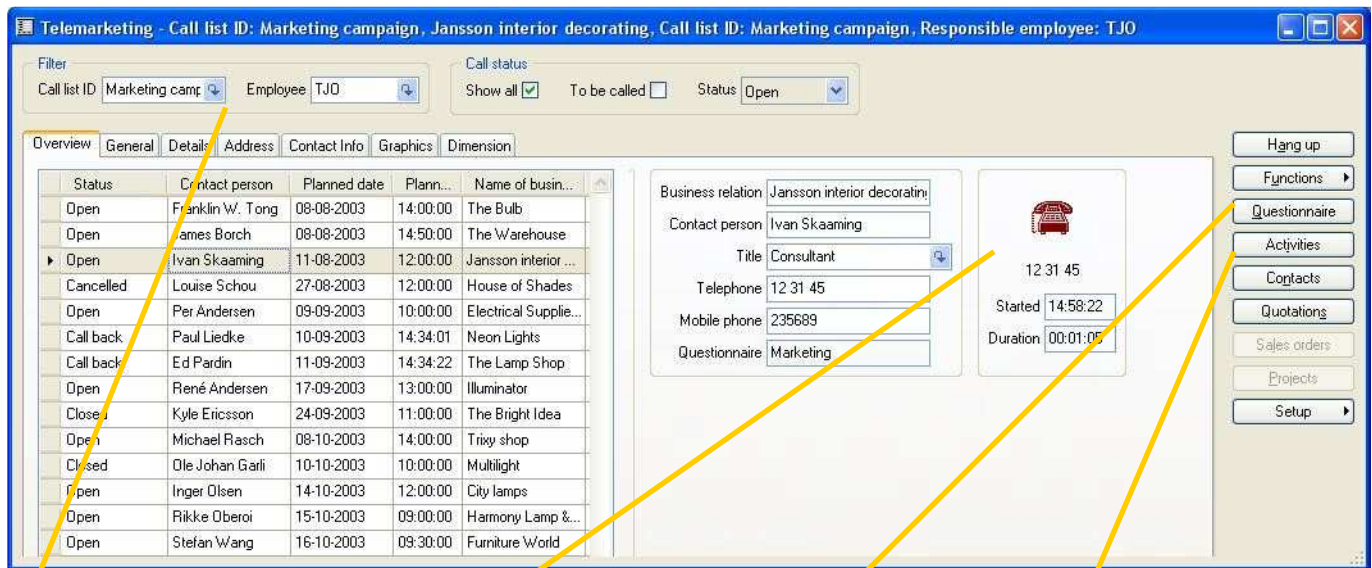 Telemarketing - Call list ID: Marketing campaign, Jansson interior decorating, Call list ID: Marketing campaign, Responsible employee: TJO
Filter
Call list ID Marketing camp Employee TJO
Call status
Show all To be called Status Open
Overview General Details Address Contact Info Graphics Dimension
Status Contact person Planned date Plann... Name of busin...
Open Franklin W. Tong 08-08-2003 14:00:00 The Bulb
Open James Borch 08-08-2003 14:50:00 The Warehouse
Open Ivan Skaaming 11-08-2003 12:00:00 Jansson interior ...
Cancelled Louise Schou 27-08-2003 12:00:00 House of Shades
Open Per Andersen 09-09-2003 10:00:00 Electrical Supplie...
Call back Paul Liedke 10-09-2003 14:34:01 Neon Lights
Call back Ed Pardin 11-09-2003 14:34:22 The Lamp Shop
Open René Andersen 17-09-2003 13:00:00 Illuminator
Closed Kyle Ericsson 24-09-2003 11:00:00 The Bright Idea
Open Michael Rasch 08-10-2003 14:00:00 Trixy shop
Closed Ole Johan Garli 10-10-2003 10:00:00 Multilight
Open Inger Olsen 14-10-2003 12:00:00 City lamps
Open Rikke Oberoi 15-10-2003 09:00:00 Harmony Lamp &...
Open Stefan Wang 16-10-2003 09:30:00 Furniture World
Business relation Jansson interior decorating
Contact person Ivan Skaaming
Title Consultant
Telephone 12 31 45
Mobile phone 235689
Questionnaire Marketing
12 31 45
Started 14:58:22
Duration 00:01:05
Hang up
Functions
Questionnaire
Activities
Contacts
Quotations
Sales orders
Projects
Setup